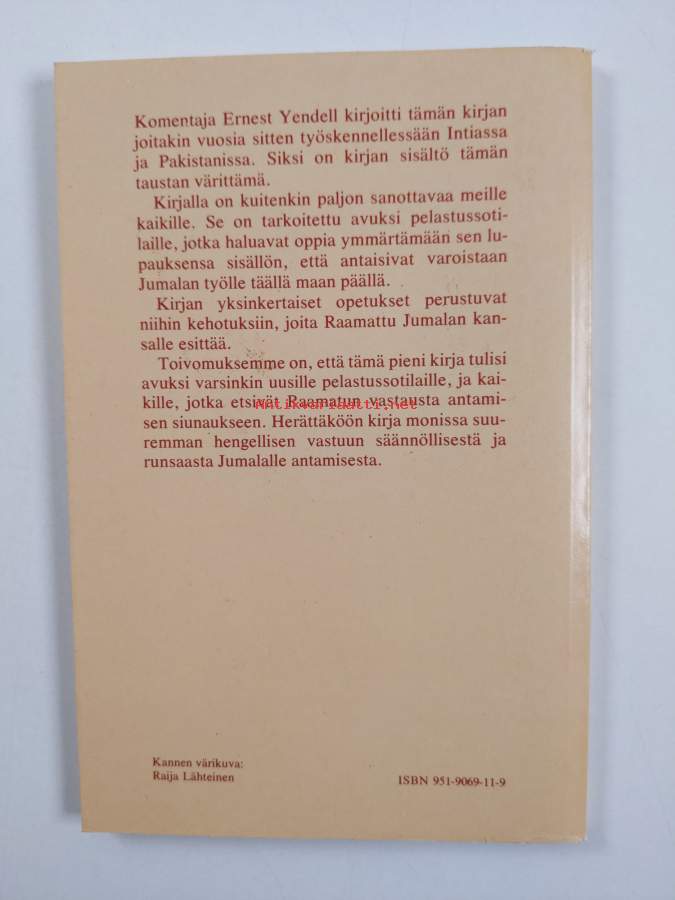 Komentaja Ernest Yendell kirjoitti tämän kirjan
joitakin vuosia sitten työskennellessään Intiassa
ja Pakistanissa. Siksi on kirjan sisältö tämän
taustan värittämä.
Kirjalla on kuitenkin paljon sanottavaa meille
kaikille. Se on tarkoitettu avuksi pelastussoti-
laille, jotka haluavat oppia ymmärtämään sen lu-
pauksensa sisällön, että antaisivat varoistaan
Jumalan työlle täällä maan päällä.
Kirjan yksinkertaiset opetukset perustuvat
niihin kehotuksiin, joita Raamattu Jumalan kan-
salle esittää.
Toivomuksemme on, että tämä pieni kirja tulisi
avuksi varsinkin uusille pelastussotilaille, ja kai-
kille, jotka etsivät Raamatun vastausta antami-
Antikvariaatti.net
sen siunaukseen. Herättäköön kirja monissa suu-
remman hengellisen vastuun säännöllisestä ja
runsaasta Jumalalle antamisesta.
Kannen värikuva:
Raija Lähteinen
ISBN 951-9069-11-9